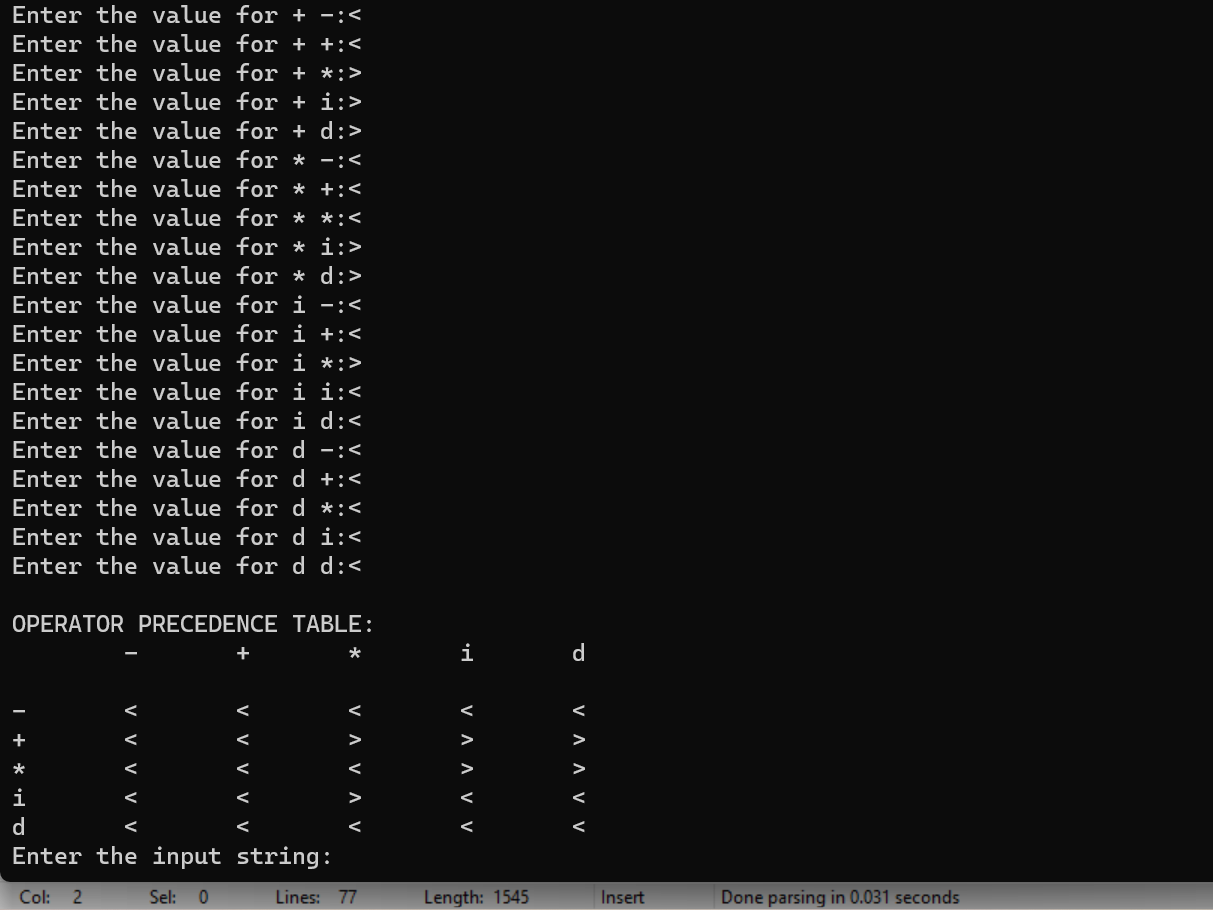 Enter the value for + -:<
Enter the value for + +:<
Enter the value for + *:>
Enter the value for + i:>
Enter the value for + d:>
Enter the value for * -:<
Enter the value for * +:<
Enter the value for * *:<
Enter the value for * i:>
Enter the value for * d:>
Enter the value for i -:<
Enter the value for i +:<
Enter the value for i *:>
Enter the value for i i:<
Enter the value for i d:<
Enter the value for d -:<
Enter the value for d +:<
Enter the value for d *:<
Enter the value for d i:<
Enter the value for d d:<
OPERATOR PRECEDENCE TABLE:
- + * i d
- < < < < <
+ < < > > >
* < < < > >
i < < > < <
d < < < < <
Enter the input string:
Col: 2 Sel: 0 Lines: 77 Length: 1545 Insert Done parsing in 0.031 seconds